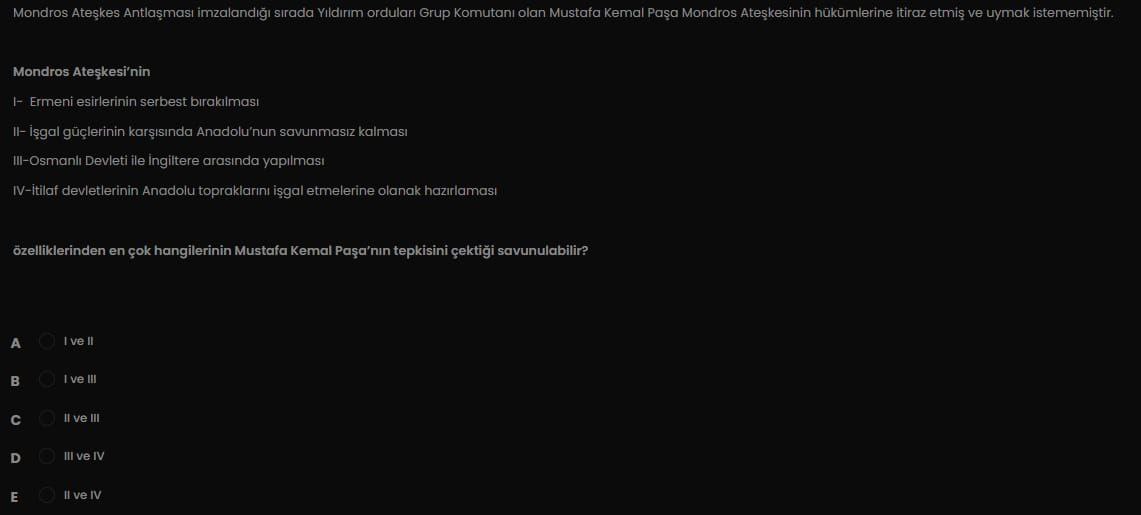 Mondros Ateşkes Antlaşması imzalandığı sırada Yıldırım orduları Grup Komutanı olan Mustafa Kemal Paşa Mondros Ateşkesinin hükümlerine itiraz etmiş ve uymak istememiştir.
Mondros Ateşkesi’nin
I- Ermeni esirlerinin serbest bırakılması
II- İşgal güçlerinin karşısında Anadolu’nun savunmasız kalması
III-Osmanlı Devleti ile İngiltere arasında yapılması
IV-İtilaf devletlerinin Anadolu topraklarını işgal etmelerine olanak hazırlaması
özelliklerinden en çok hangilerinin Mustafa Kemal Paşa’nın tepkisini çektiği savunulabilir?
A I ve II
B I ve III
C II ve III
D III ve IV
E II ve IV